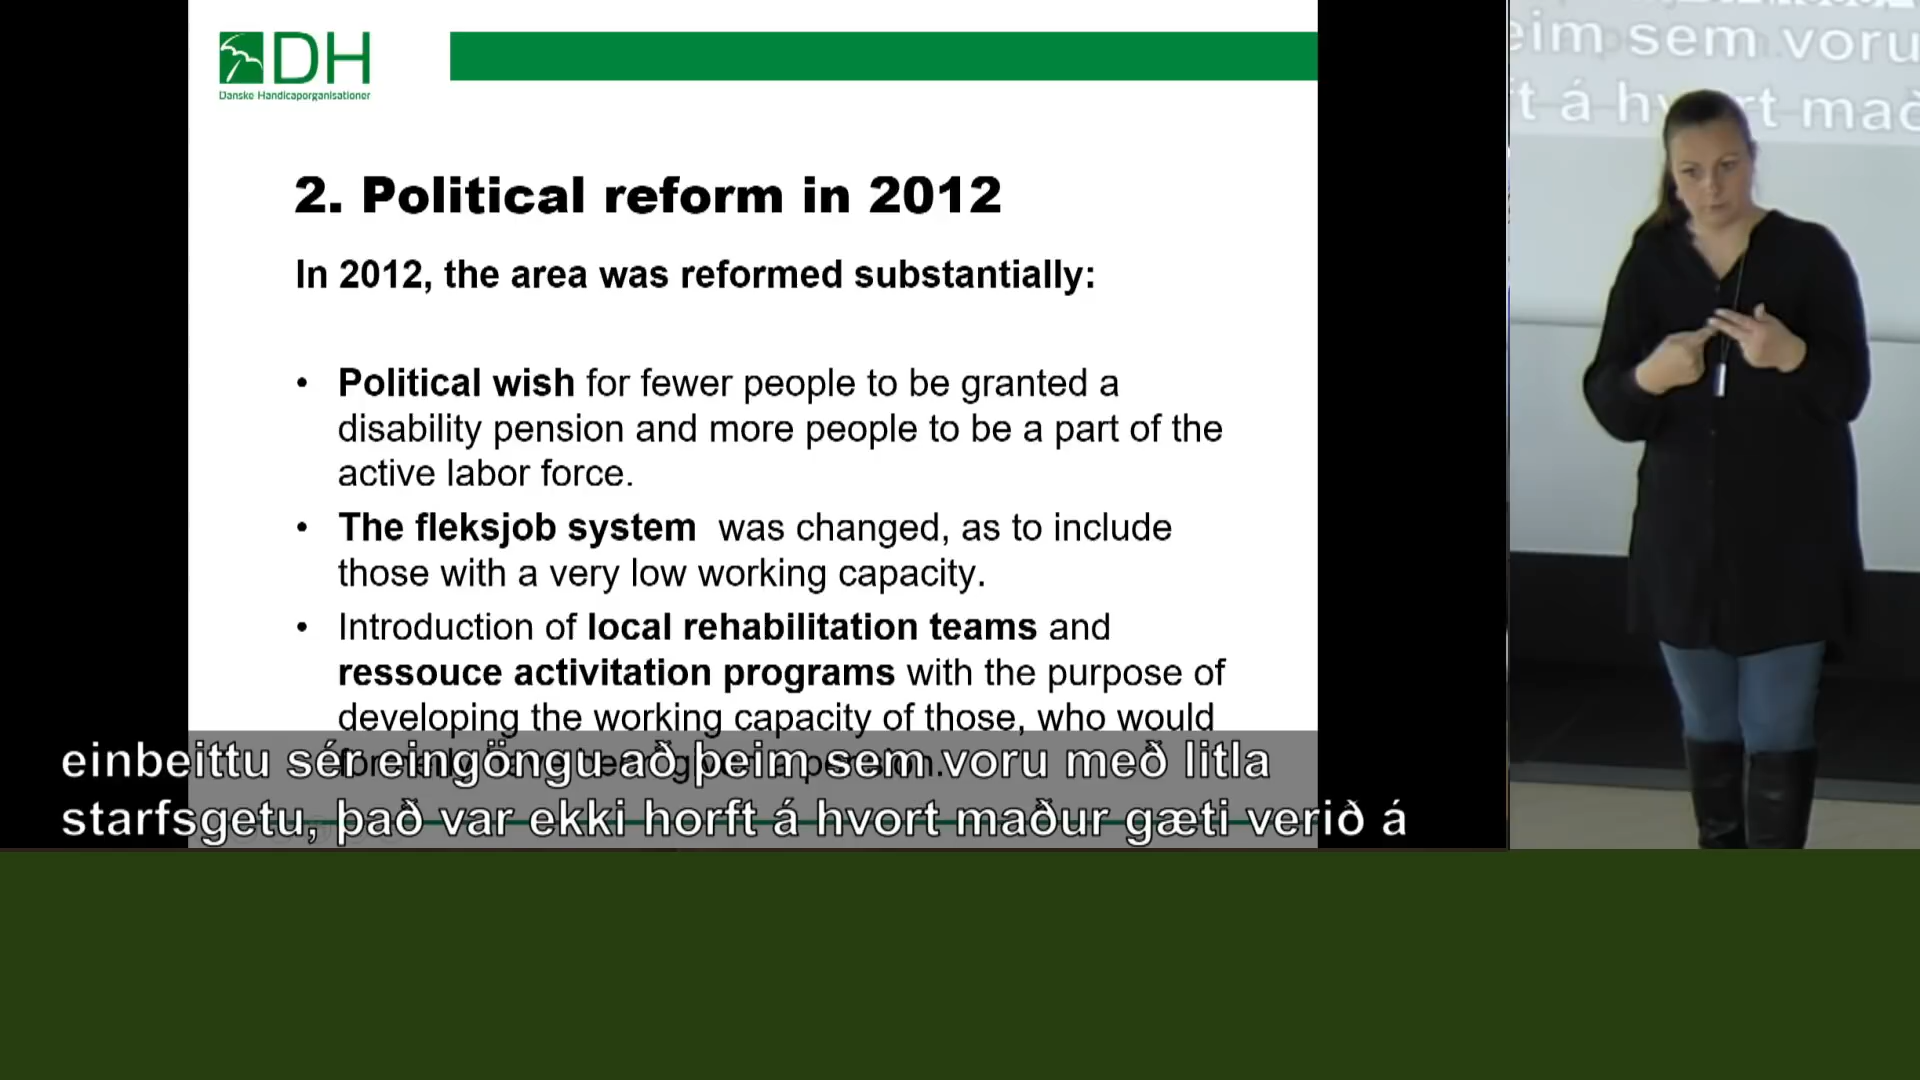 DH
Danske Handicaporganisationer
2. Political reform in 2012
In 2012, the area was reformed substantially:
• Political wish for fewer people to be granted a
disability pension and more people to be a part of the
active labor force.
• The fleksjob system was changed, as to include
those with a very low working capacity.
• Introduction of local rehabilitation teams and
ressouce activitation programs with the purpose of
developing the working capacity of those, who would
einbeittu sér eingöngu að þeim sem voru með litla
starfsgetu, það var ekki horft á hvort maður gæti verið á
sem voru
á